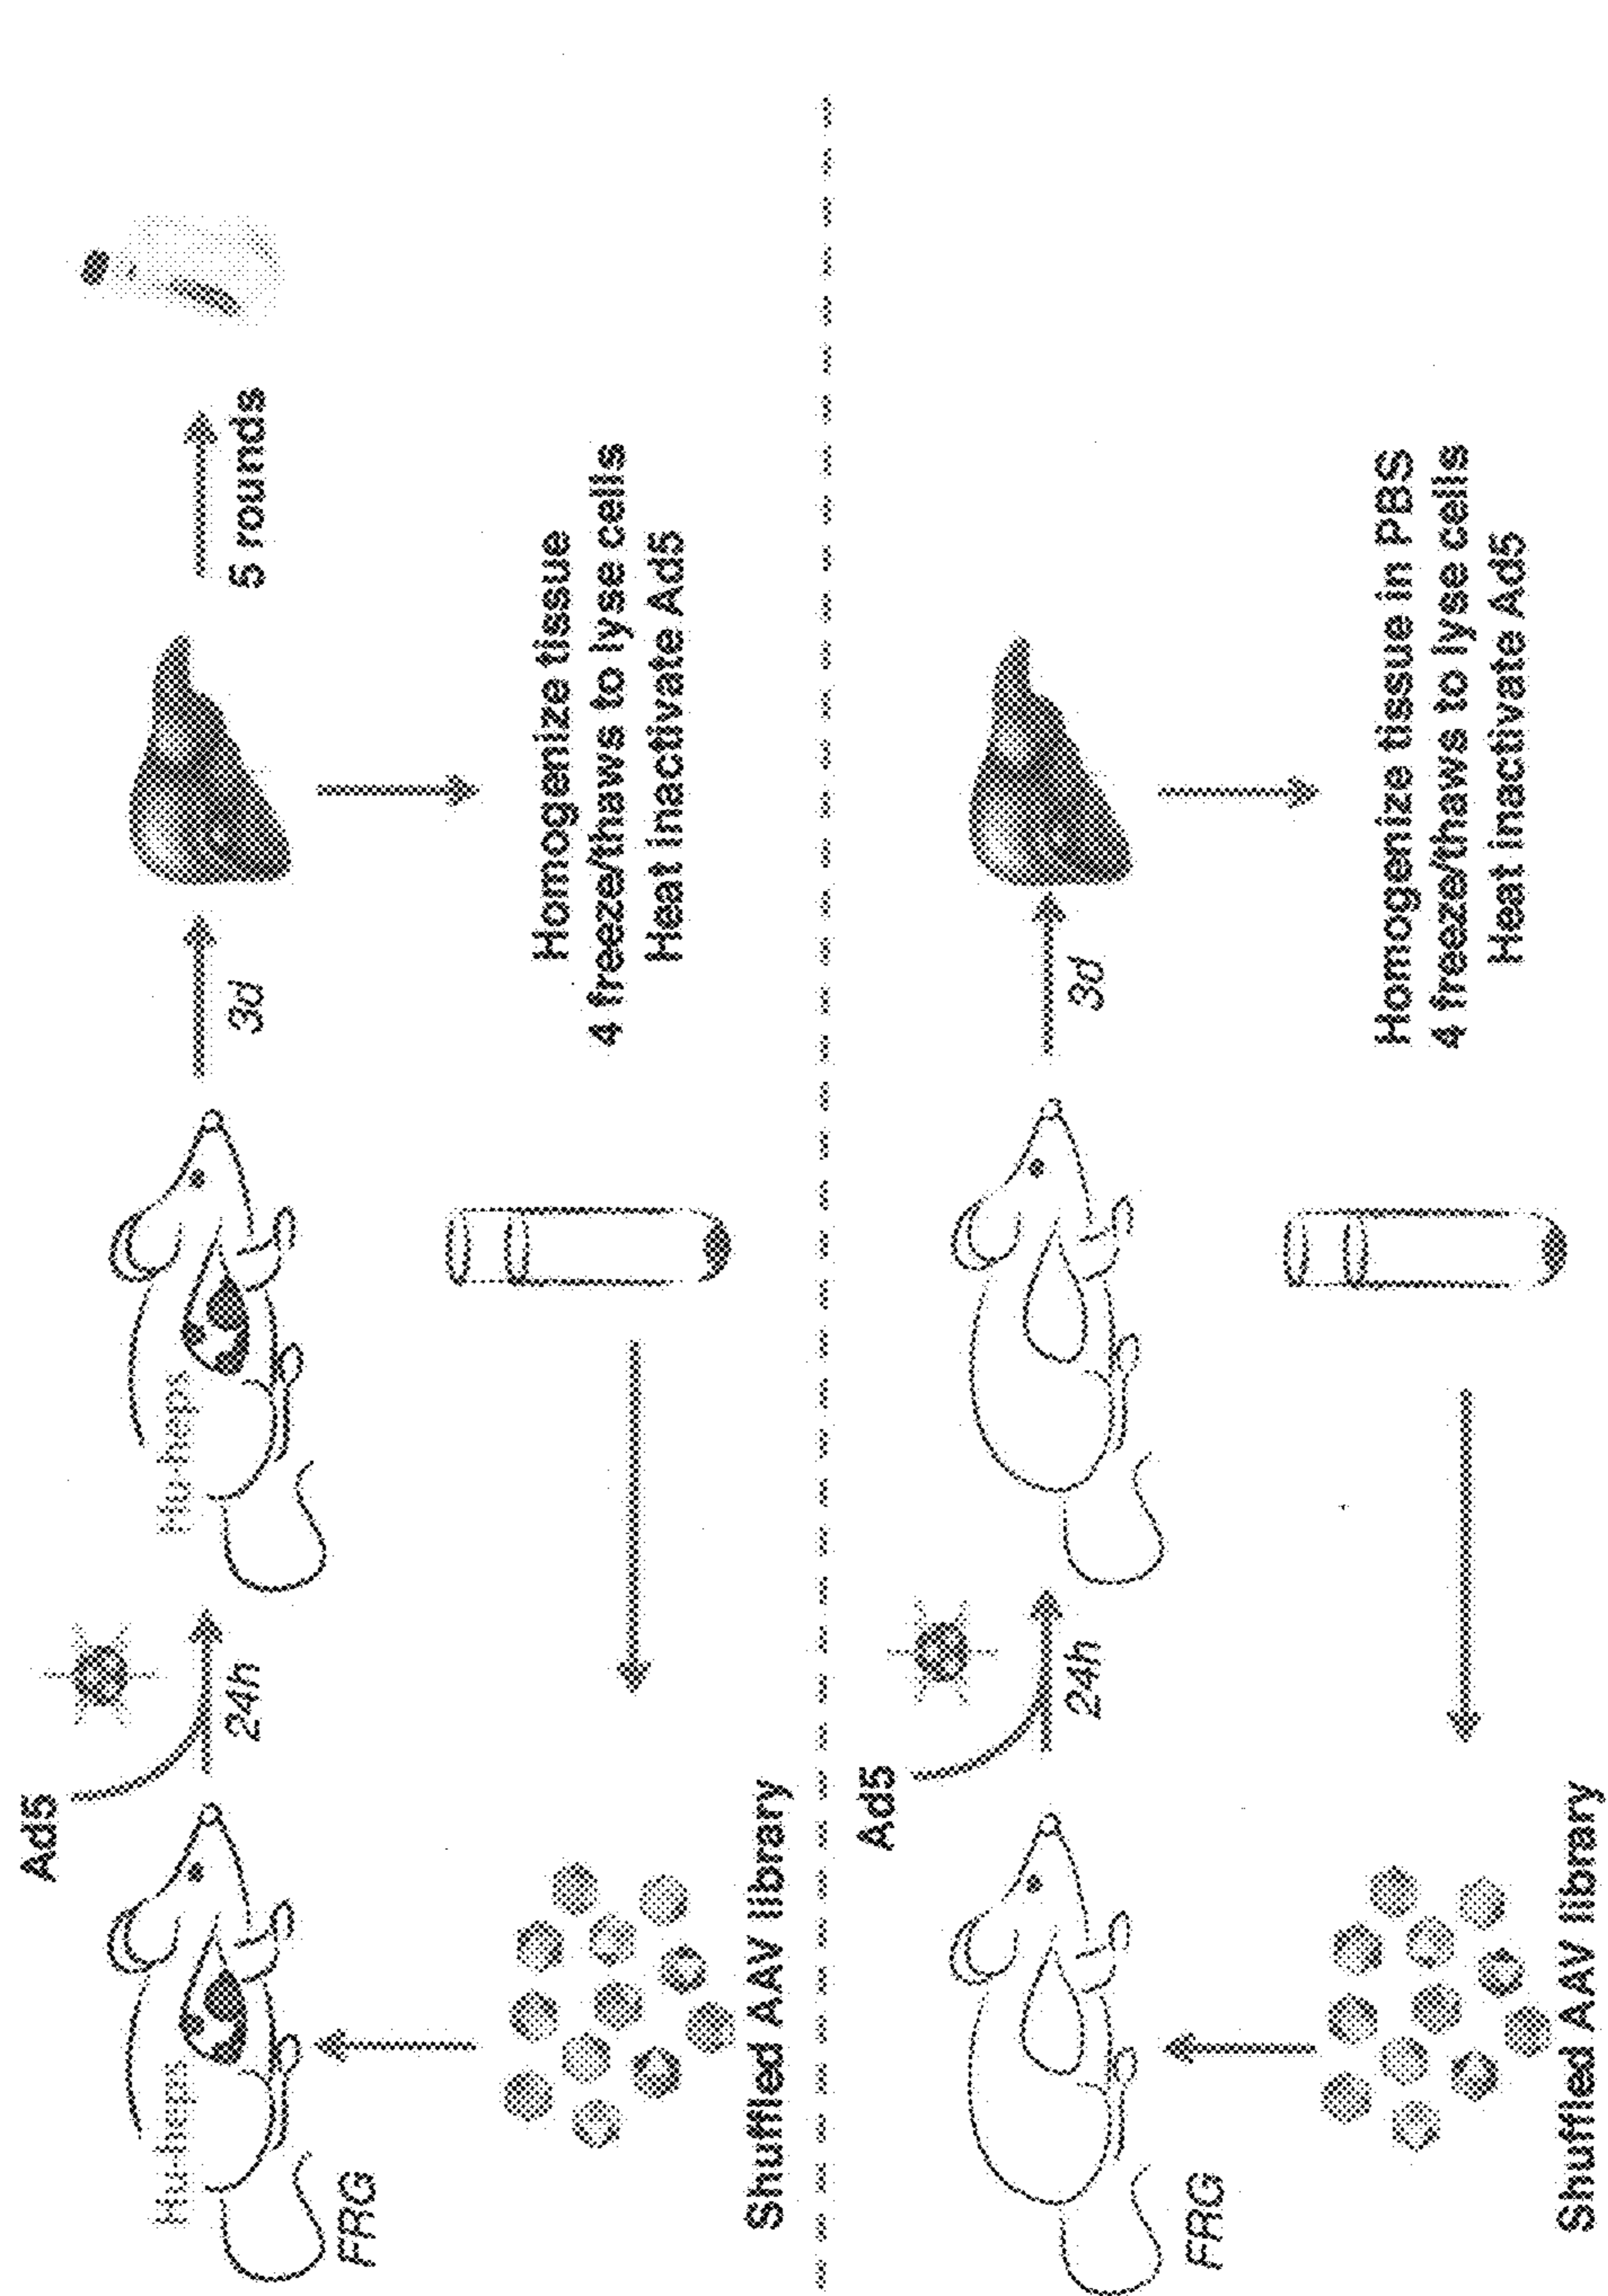 Ad5
Hu-heps
Hu-heps
FRG
24h
3d
5 rounds
Shuffled AAV library
Homogenize tissue
4 freeze/thaws to lyse cells
Heat inactivate Ad5
Ad5
FRG
24h
3d
Shuffled AAV library
Homogenize tissue in PBS
4 freeze/thaws to lyse cells
Heat inactivate Ad5